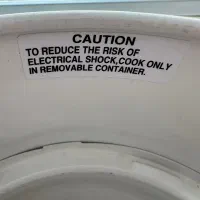 CAUTION
TO REDUCE THE RISK OF
ELECTRICAL SHOCK,COOK ONLY
IN REMOVABLE CONTAINER.